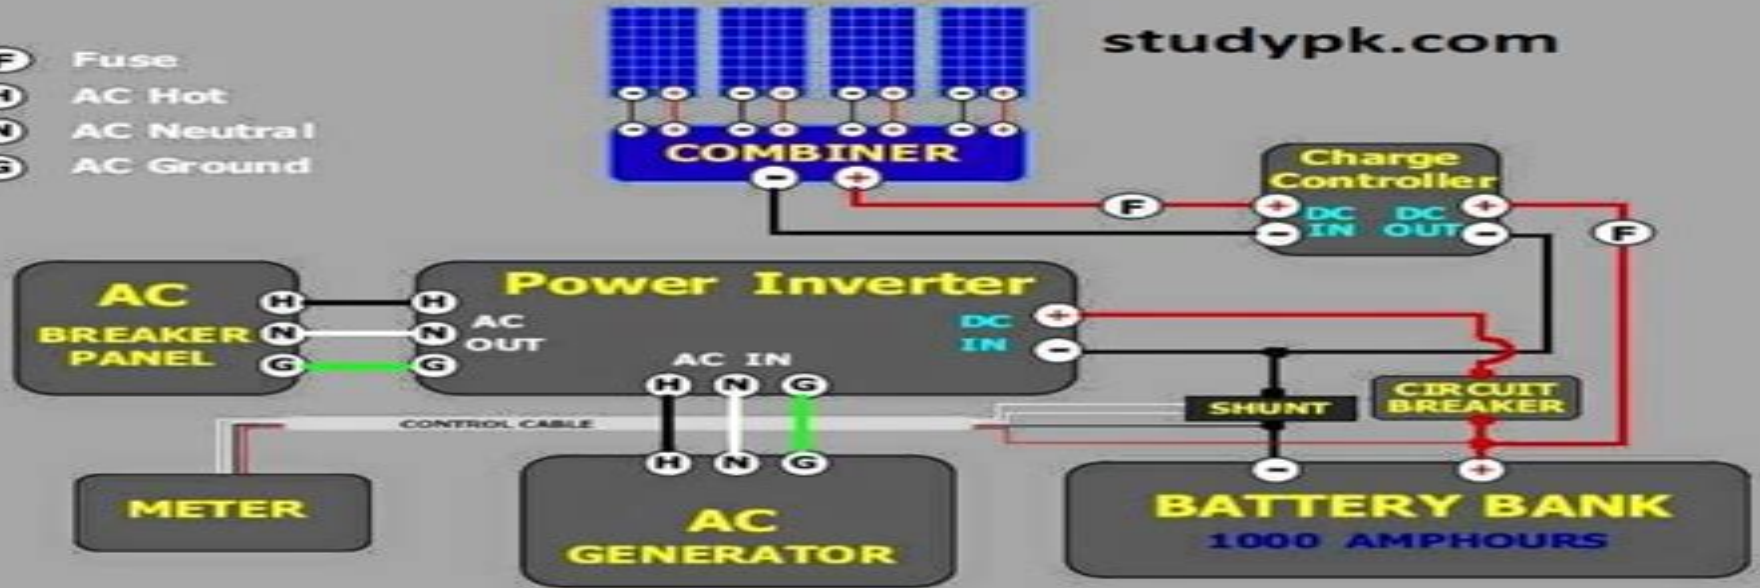 studypk.com
F Fuse
H AC Hot
N AC Neutral
G AC Ground
- + - + - + - +
- + - + - + - +
COMBINER
- +
Charge
Controller
+ DC DC +
- IN OUT -
F
F
AC
BREAKER
PANEL
H
N
G
Power Inverter
H
N
G
AC
OUT
DC
IN
+
-
AC IN
H N G
CONTROL CABLE
SHUNT
CIRCUIT
BREAKER
METER
H N G
AC
GENERATOR
- +
BATTERY BANK
1000 AMPHOURS